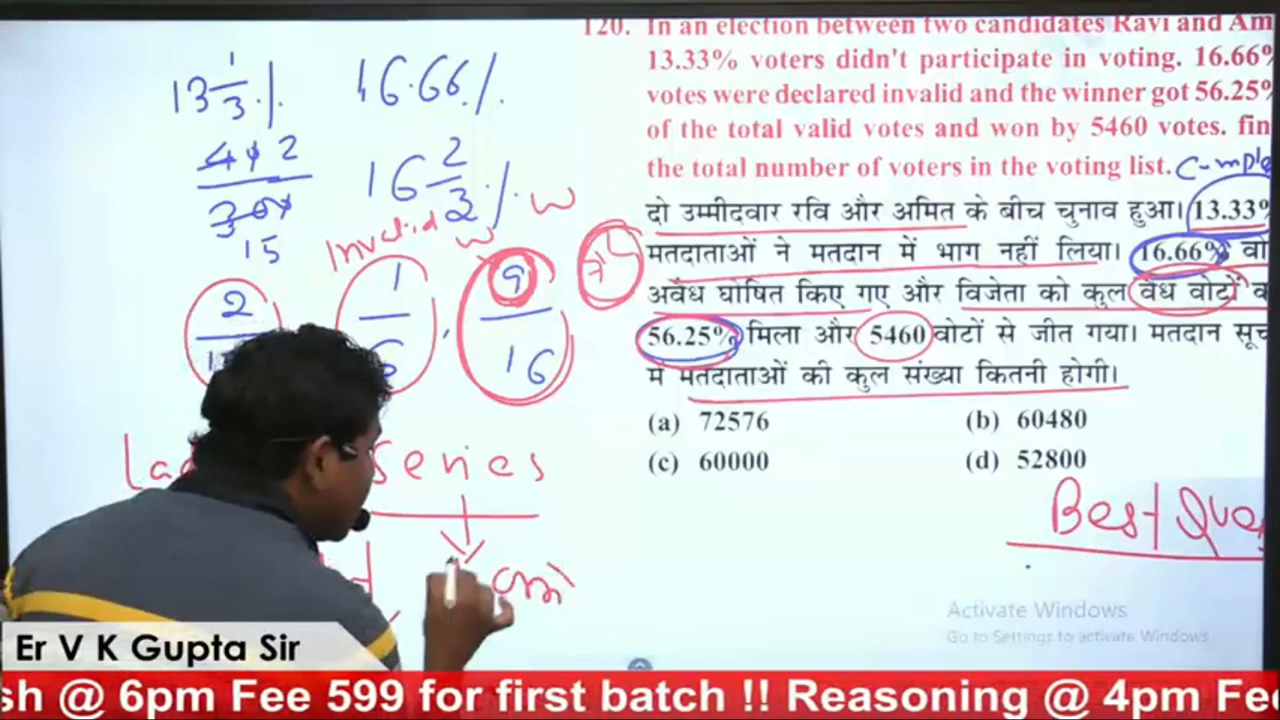 120. In an election between two candidates Ravi and Am
13.33% voters didn't participate in voting. 16.66%
votes were declared invalid and the winner got 56.25%
of the total valid votes and won by 5460 votes. fin
the total number of voters in the voting list.
दो उम्मीदवार रवि और अमित के बीच चुनाव हुआ। 13.33%
मतदाताओं ने मतदान में भाग नहीं लिया। 16.66% वो
अवैध घोषित किए गए और विजेता को कुल वैध वोटों क
56.25% मिला और 5460 वोटों से जीत गया। मतदान सूच
में मतदाताओं की कुल संख्या कितनी होगी।
(a) 72576 (b) 60480
(c) 60000 (d) 52800
Best Que
13 1/3 % 16.66%
16 2/3 % W
15
Invalid W
2 1 9 7 L
16
series
Activate Windows
Go to Settings to activate Windows.
Er V K Gupta Sir
sh @ 6pm Fee 599 for first batch !! Reasoning @ 4pm Fee